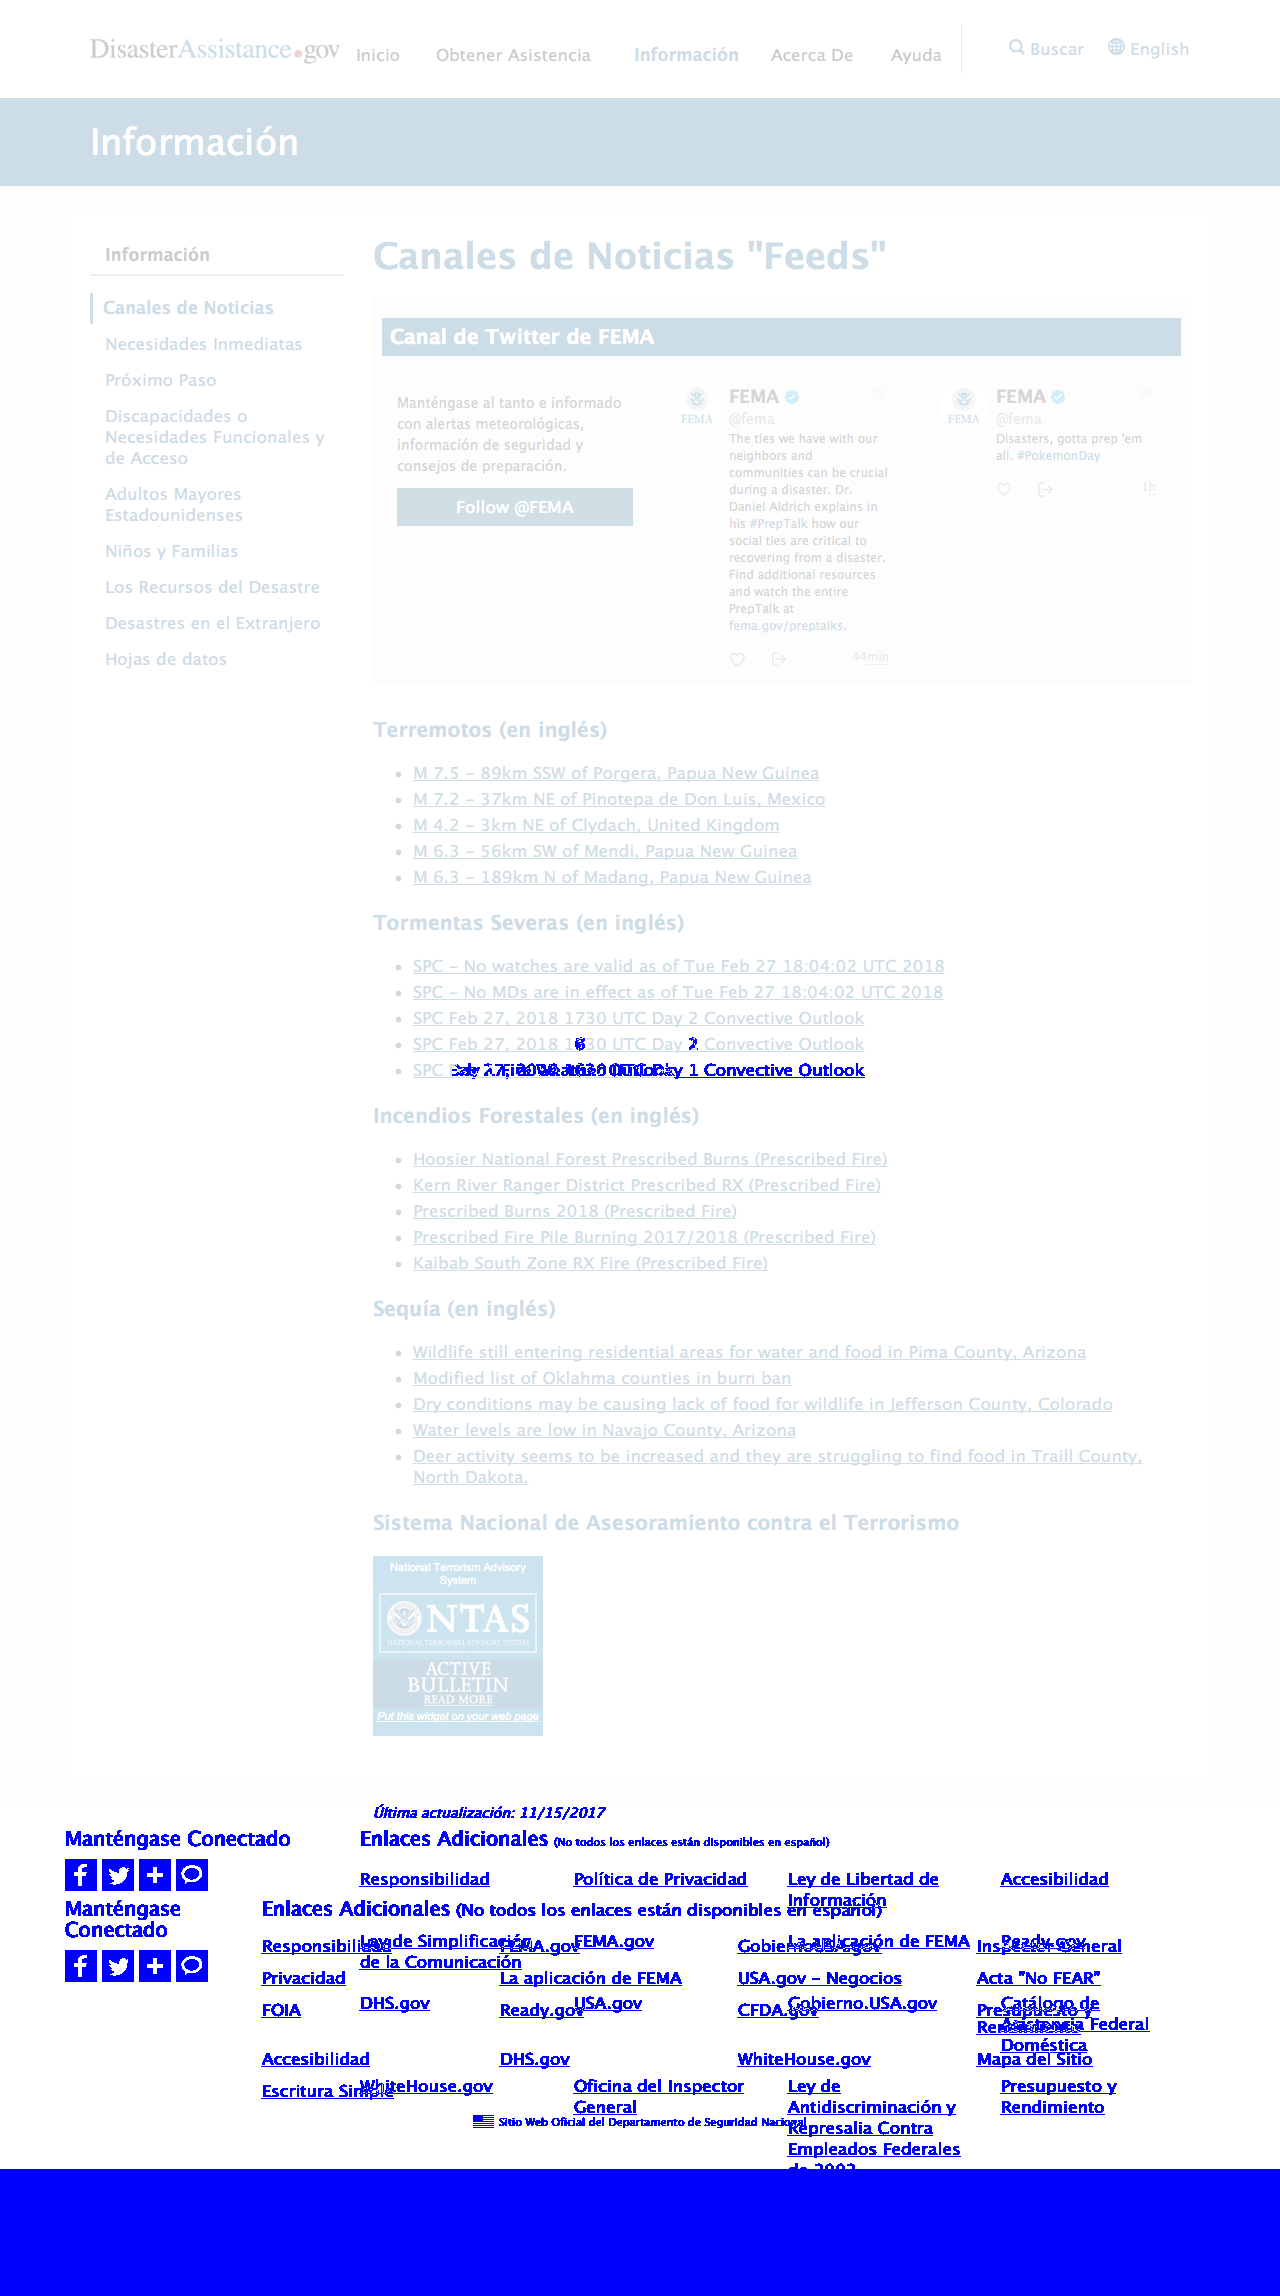 DisasterAssistance.gov
Inicio
Obtener Asistencia
Información
Acerca De
Ayuda
Buscar
English
Información
Información
Canales de Noticias
Necesidades Inmediatas
Próximo Paso
Discapacidades o
Necesidades Funcionales y
de Acceso
Adultos Mayores
Estadounidenses
Niños y Familias
Los Recursos del Desastre
Desastres en el Extranjero
Hojas de datos
Canales de Noticias "Feeds"
Canal de Twitter de FEMA
Manténgase al tanto e informado
con alertas meteorológicas,
información de seguridad y
consejos de preparación.
Follow @FEMA
FEMA
FEMA
@fema
The ties we have with our
neighbors and
communities can be crucial
during a disaster. Dr.
Daniel Aldrich explains in
his #PrepTalk how our
social ties are critical to
recovering from a disaster.
Find additional resources
and watch the entire
PrepTalk at
fema.gov/preptalks.
44min
FEMA
FEMA
@fema
Disasters, gotta prep 'em
all. #PokemonDay
1h
Terremotos (en inglés)
M 7.5 - 89km SSW of Porgera, Papua New Guinea
M 7.2 - 37km NE of Pinotepa de Don Luis, Mexico
M 4.2 - 3km NE of Clydach, United Kingdom
M 6.3 - 56km SW of Mendi, Papua New Guinea
M 6.3 - 189km N of Madang, Papua New Guinea
Tormentas Severas (en inglés)
SPC - No watches are valid as of Tue Feb 27 18:04:02 UTC 2018
SPC - No MDs are in effect as of Tue Feb 27 18:04:02 UTC 2018
SPC Feb 27, 2018 1730 UTC Day 2 Convective Outlook
SPC Feb 27, 2018 30 UTC Day Convective Outlook
SPC 1 Convective Outlook
Incendios Forestales (en inglés)
Hoosier National Forest Prescribed Burns (Prescribed Fire)
Kern River Ranger District Prescribed RX (Prescribed Fire)
Prescribed Burns 2018 (Prescribed Fire)
Prescribed Fire Pile Burning 2017/2018 (Prescribed Fire)
Kaibab South Zone RX Fire (Prescribed Fire)
Sequía (en inglés)
Wildlife still entering residential areas for water and food in Pima County, Arizona
Modified list of Oklahma counties in burn ban
Dry conditions may be causing lack of food for wildlife in Jefferson County, Colorado
Water levels are low in Navajo County, Arizona
Deer activity seems to be increased and they are struggling to find food in Traill County,
North Dakota.
Sistema Nacional de Asesoramiento contra el Terrorismo
National Terrorism Advisory
System
NTAS
NATIONAL TERRORISM ADVISORY SYSTEM
ACTIVE
BULLETIN
READ MORE
Put this widget on your web page
Última actualización: 11/15/2017
Manténgase Conectado
Enlaces Adicionales (No todos los enlaces están disponibles en español)
Responsibilidad
Política de Privacidad
Ley de Libertad de
Información
Accesibilidad
Manténgase
Conectado
Enlaces Adicionales (No todos los enlaces están disponibles en español)
Ley de Simplificación
de la Comunicación
FEMA.gov
La aplicación de FEMA
Ready.gov
Responsibilidad
FEMA.gov
GobiernoUSA.gov
Inspector General
Privacidad
La aplicación de FEMA
USA.gov - Negocios
Acta "No FEAR"
DHS.gov
USA.gov
Gobierno.USA.gov
Catálogo de
Asistencia Federal
Doméstica
FOIA
Ready.gov
CFDA.gov
Presupuesto y
Rendimiento
Accesibilidad
DHS.gov
WhiteHouse.gov
Mapa del Sitio
Escritura Simple
WhiteHouse.gov
Oficina del Inspector
General
Ley de
Antidiscriminación y
Represalia Contra
Empleados Federales
de 2002
Presupuesto y
Rendimiento
Sitio Web Oficial del Departamento de Seguridad Nacional